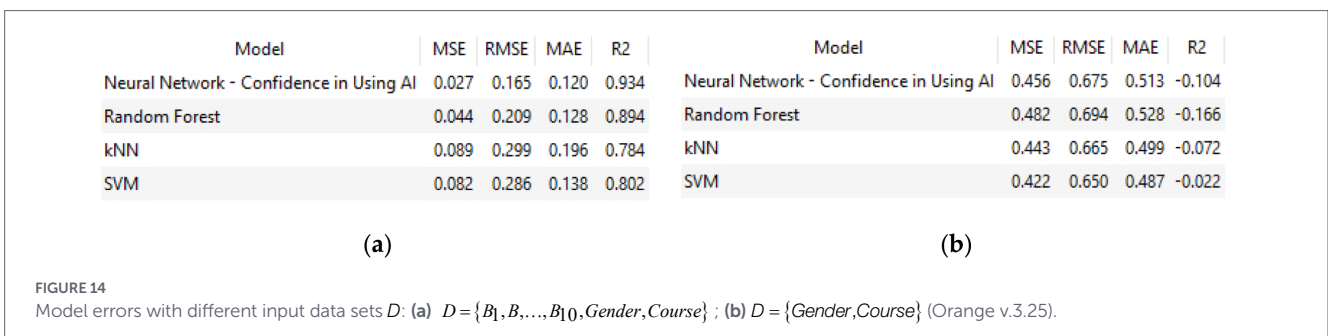 Model MSE RMSE MAE R2
Neural Network - Confidence in Using AI 0.027 0.165 0.120 0.934
Random Forest 0.044 0.209 0.128 0.894
kNN 0.089 0.299 0.196 0.784
SVM 0.082 0.286 0.138 0.802
(a)
Model MSE RMSE MAE R2
Neural Network - Confidence in Using AI 0.456 0.675 0.513 -0.104
Random Forest 0.482 0.694 0.528 -0.166
kNN 0.443 0.665 0.499 -0.072
SVM 0.422 0.650 0.487 -0.022
(b)
FIGURE 14
Model errors with different input data sets D: (a) D = {B1, B,…, B10, Gender, Course} ; (b) D = {Gender,Course} (Orange v.3.25).